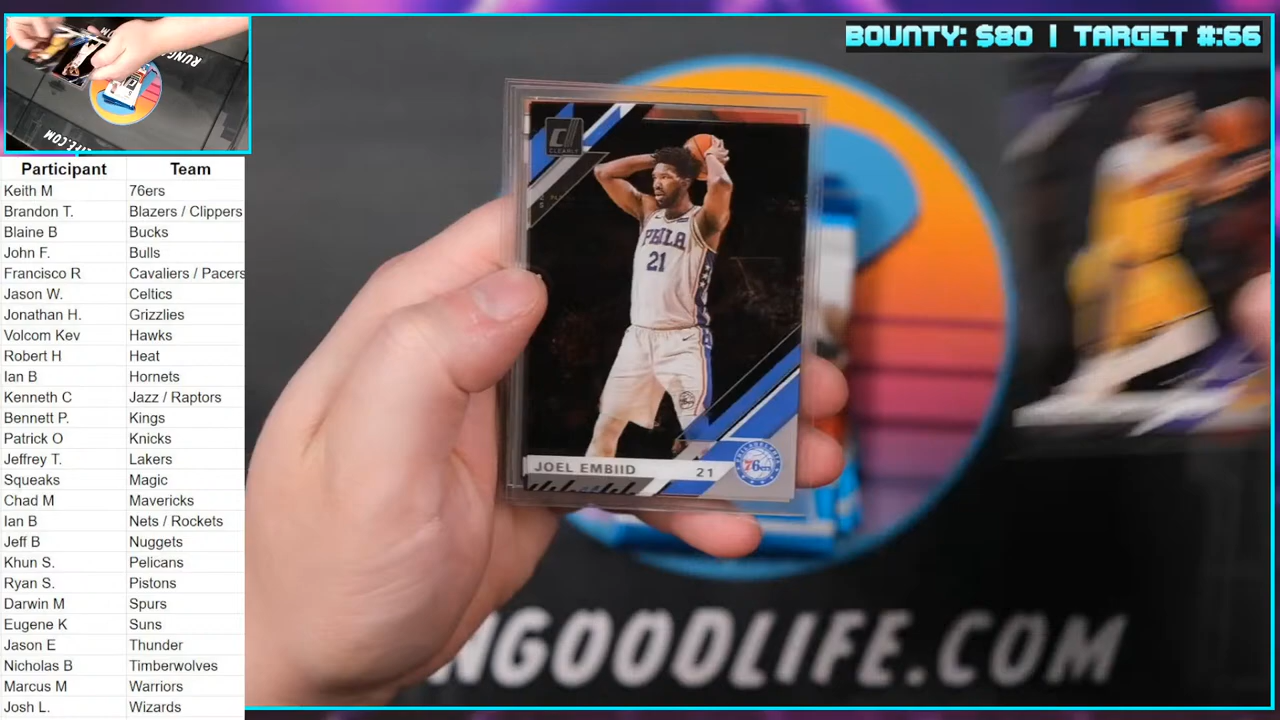 BOUNTY: $80 | TARGET #:66
RUNGOODLIFE.COM
Participant Team
Keith M 76ers
Brandon T. Blazers / Clippers
Blaine B Bucks
John F. Bulls
Francisco R Cavaliers / Pacers
Jason W. Celtics
Jonathan H. Grizzlies
Volcom Kev Hawks
Robert H Heat
Ian B Hornets
Kenneth C Jazz / Raptors
Bennett P. Kings
Patrick O Knicks
Jeffrey T. Lakers
Squeaks Magic
Chad M Mavericks
Ian B Nets / Rockets
Jeff B Nuggets
Khun S. Pelicans
Ryan S. Pistons
Darwin M Spurs
Eugene K Suns
Jason E Thunder
Nicholas B Timberwolves
Marcus M Warriors
Josh L. Wizards
CLEARLY
PHILA
21
JOEL EMBIID 21
76ers
NGOODLIFE.COM